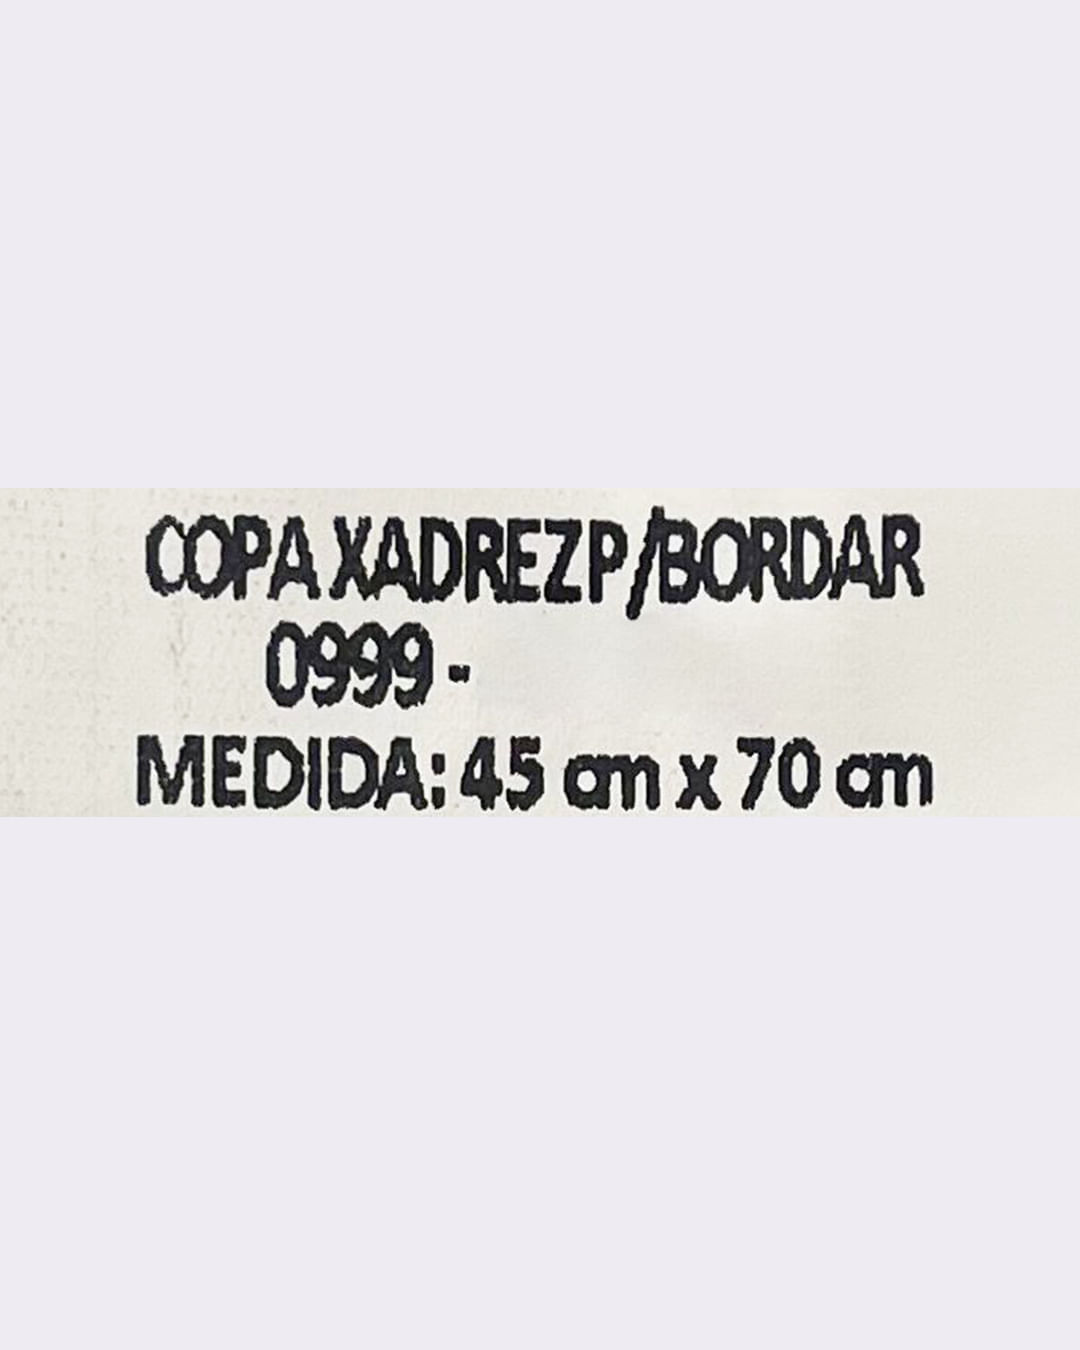 COPA XADREZ P/BORDAR
0999 -
MEDIDA: 45 cm x 70 cm